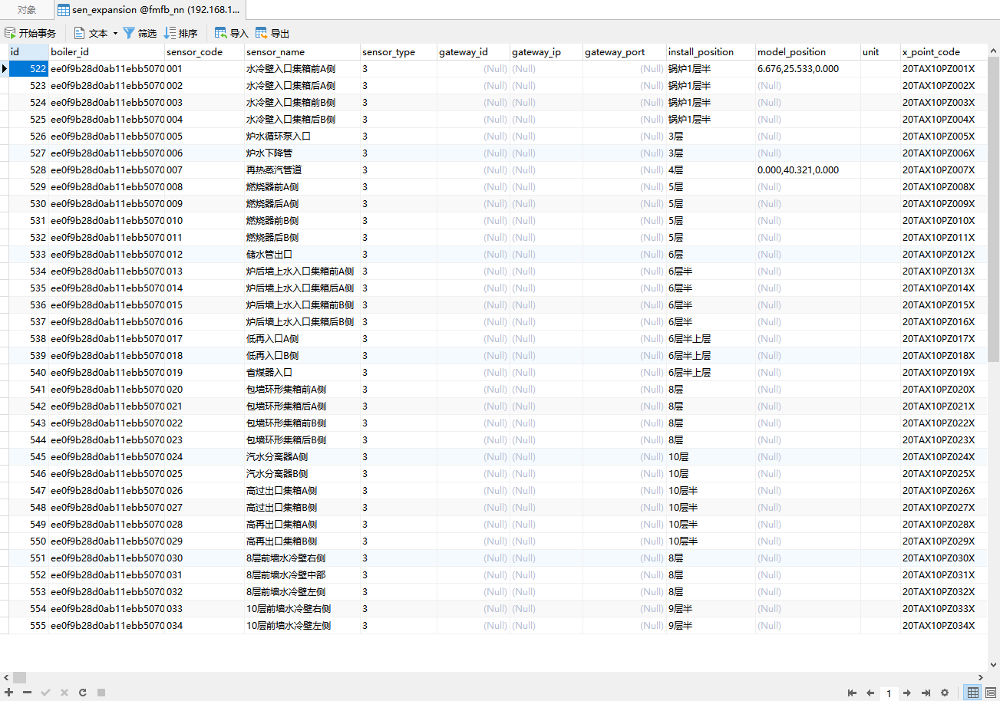 对象 sen_expansion @fmfb_nn (192.168.1...
开始事务 文本 筛选 排序 导入 导出
id boiler_id sensor_code sensor_name sensor_type gateway_id gateway_ip gateway_port install_position model_position unit x_point_code
522 ee0f9b28d0ab11ebb5070 001 水冷壁入口集箱前A侧 3 (Null) (Null) (Null) 锅炉1层半 6.676,25.533,0.000 20TAX10PZ001X
523 ee0f9b28d0ab11ebb5070 002 水冷壁入口集箱后A侧 3 (Null) (Null) (Null) 锅炉1层半 (Null) 20TAX10PZ002X
524 ee0f9b28d0ab11ebb5070 003 水冷壁入口集箱前B侧 3 (Null) (Null) (Null) 锅炉1层半 (Null) 20TAX10PZ003X
525 ee0f9b28d0ab11ebb5070 004 水冷壁入口集箱后B侧 3 (Null) (Null) (Null) 锅炉1层半 (Null) 20TAX10PZ004X
526 ee0f9b28d0ab11ebb5070 005 炉水循环泵入口 3 (Null) (Null) (Null) 3层 (Null) 20TAX10PZ005X
527 ee0f9b28d0ab11ebb5070 006 炉水下降管 3 (Null) (Null) (Null) 3层 (Null) 20TAX10PZ006X
528 ee0f9b28d0ab11ebb5070 007 再热蒸汽管道 3 (Null) (Null) (Null) 4层 0.000,40.321,0.000 20TAX10PZ007X
529 ee0f9b28d0ab11ebb5070 008 燃烧器前A侧 3 (Null) (Null) (Null) 5层 (Null) 20TAX10PZ008X
530 ee0f9b28d0ab11ebb5070 009 燃烧器后A侧 3 (Null) (Null) (Null) 5层 (Null) 20TAX10PZ009X
531 ee0f9b28d0ab11ebb5070 010 燃烧器前B侧 3 (Null) (Null) (Null) 5层 (Null) 20TAX10PZ010X
532 ee0f9b28d0ab11ebb5070 011 燃烧器后B侧 3 (Null) (Null) (Null) 5层 (Null) 20TAX10PZ011X
533 ee0f9b28d0ab11ebb5070 012 储水管出口 3 (Null) (Null) (Null) 6层 (Null) 20TAX10PZ012X
534 ee0f9b28d0ab11ebb5070 013 炉后墙上水入口集箱前A侧 3 (Null) (Null) (Null) 6层半 (Null) 20TAX10PZ013X
535 ee0f9b28d0ab11ebb5070 014 炉后墙上水入口集箱后A侧 3 (Null) (Null) (Null) 6层半 (Null) 20TAX10PZ014X
536 ee0f9b28d0ab11ebb5070 015 炉后墙上水入口集箱前B侧 3 (Null) (Null) (Null) 6层半 (Null) 20TAX10PZ015X
537 ee0f9b28d0ab11ebb5070 016 炉后墙上水入口集箱后B侧 3 (Null) (Null) (Null) 6层半 (Null) 20TAX10PZ016X
538 ee0f9b28d0ab11ebb5070 017 低再入口A侧 3 (Null) (Null) (Null) 6层半上层 (Null) 20TAX10PZ017X
539 ee0f9b28d0ab11ebb5070 018 低再入口B侧 3 (Null) (Null) (Null) 6层半上层 (Null) 20TAX10PZ018X
540 ee0f9b28d0ab11ebb5070 019 省煤器入口 3 (Null) (Null) (Null) 6层半上层 (Null) 20TAX10PZ019X
541 ee0f9b28d0ab11ebb5070 020 包墙环形集箱前A侧 3 (Null) (Null) (Null) 8层 (Null) 20TAX10PZ020X
542 ee0f9b28d0ab11ebb5070 021 包墙环形集箱后A侧 3 (Null) (Null) (Null) 8层 (Null) 20TAX10PZ021X
543 ee0f9b28d0ab11ebb5070 022 包墙环形集箱前B侧 3 (Null) (Null) (Null) 8层 (Null) 20TAX10PZ022X
544 ee0f9b28d0ab11ebb5070 023 包墙环形集箱后B侧 3 (Null) (Null) (Null) 8层 (Null) 20TAX10PZ023X
545 ee0f9b28d0ab11ebb5070 024 汽水分离器A侧 3 (Null) (Null) (Null) 10层 (Null) 20TAX10PZ024X
546 ee0f9b28d0ab11ebb5070 025 汽水分离器B侧 3 (Null) (Null) (Null) 10层 (Null) 20TAX10PZ025X
547 ee0f9b28d0ab11ebb5070 026 高过出口集箱A侧 3 (Null) (Null) (Null) 10层半 (Null) 20TAX10PZ026X
548 ee0f9b28d0ab11ebb5070 027 高过出口集箱B侧 3 (Null) (Null) (Null) 10层半 (Null) 20TAX10PZ027X
549 ee0f9b28d0ab11ebb5070 028 高再出口集箱A侧 3 (Null) (Null) (Null) 10层半 (Null) 20TAX10PZ028X
550 ee0f9b28d0ab11ebb5070 029 高再出口集箱B侧 3 (Null) (Null) (Null) 10层半 (Null) 20TAX10PZ029X
551 ee0f9b28d0ab11ebb5070 030 8层前墙水冷壁右侧 3 (Null) (Null) (Null) 8层 (Null) 20TAX10PZ030X
552 ee0f9b28d0ab11ebb5070 031 8层前墙水冷壁中部 3 (Null) (Null) (Null) 8层 (Null) 20TAX10PZ031X
553 ee0f9b28d0ab11ebb5070 032 8层前墙水冷壁左侧 3 (Null) (Null) (Null) 8层 (Null) 20TAX10PZ032X
554 ee0f9b28d0ab11ebb5070 033 10层前墙水冷壁右侧 3 (Null) (Null) (Null) 9层半 (Null) 20TAX10PZ033X
555 ee0f9b28d0ab11ebb5070 034 10层前墙水冷壁左侧 3 (Null) (Null) (Null) 9层半 (Null) 20TAX10PZ034X
1